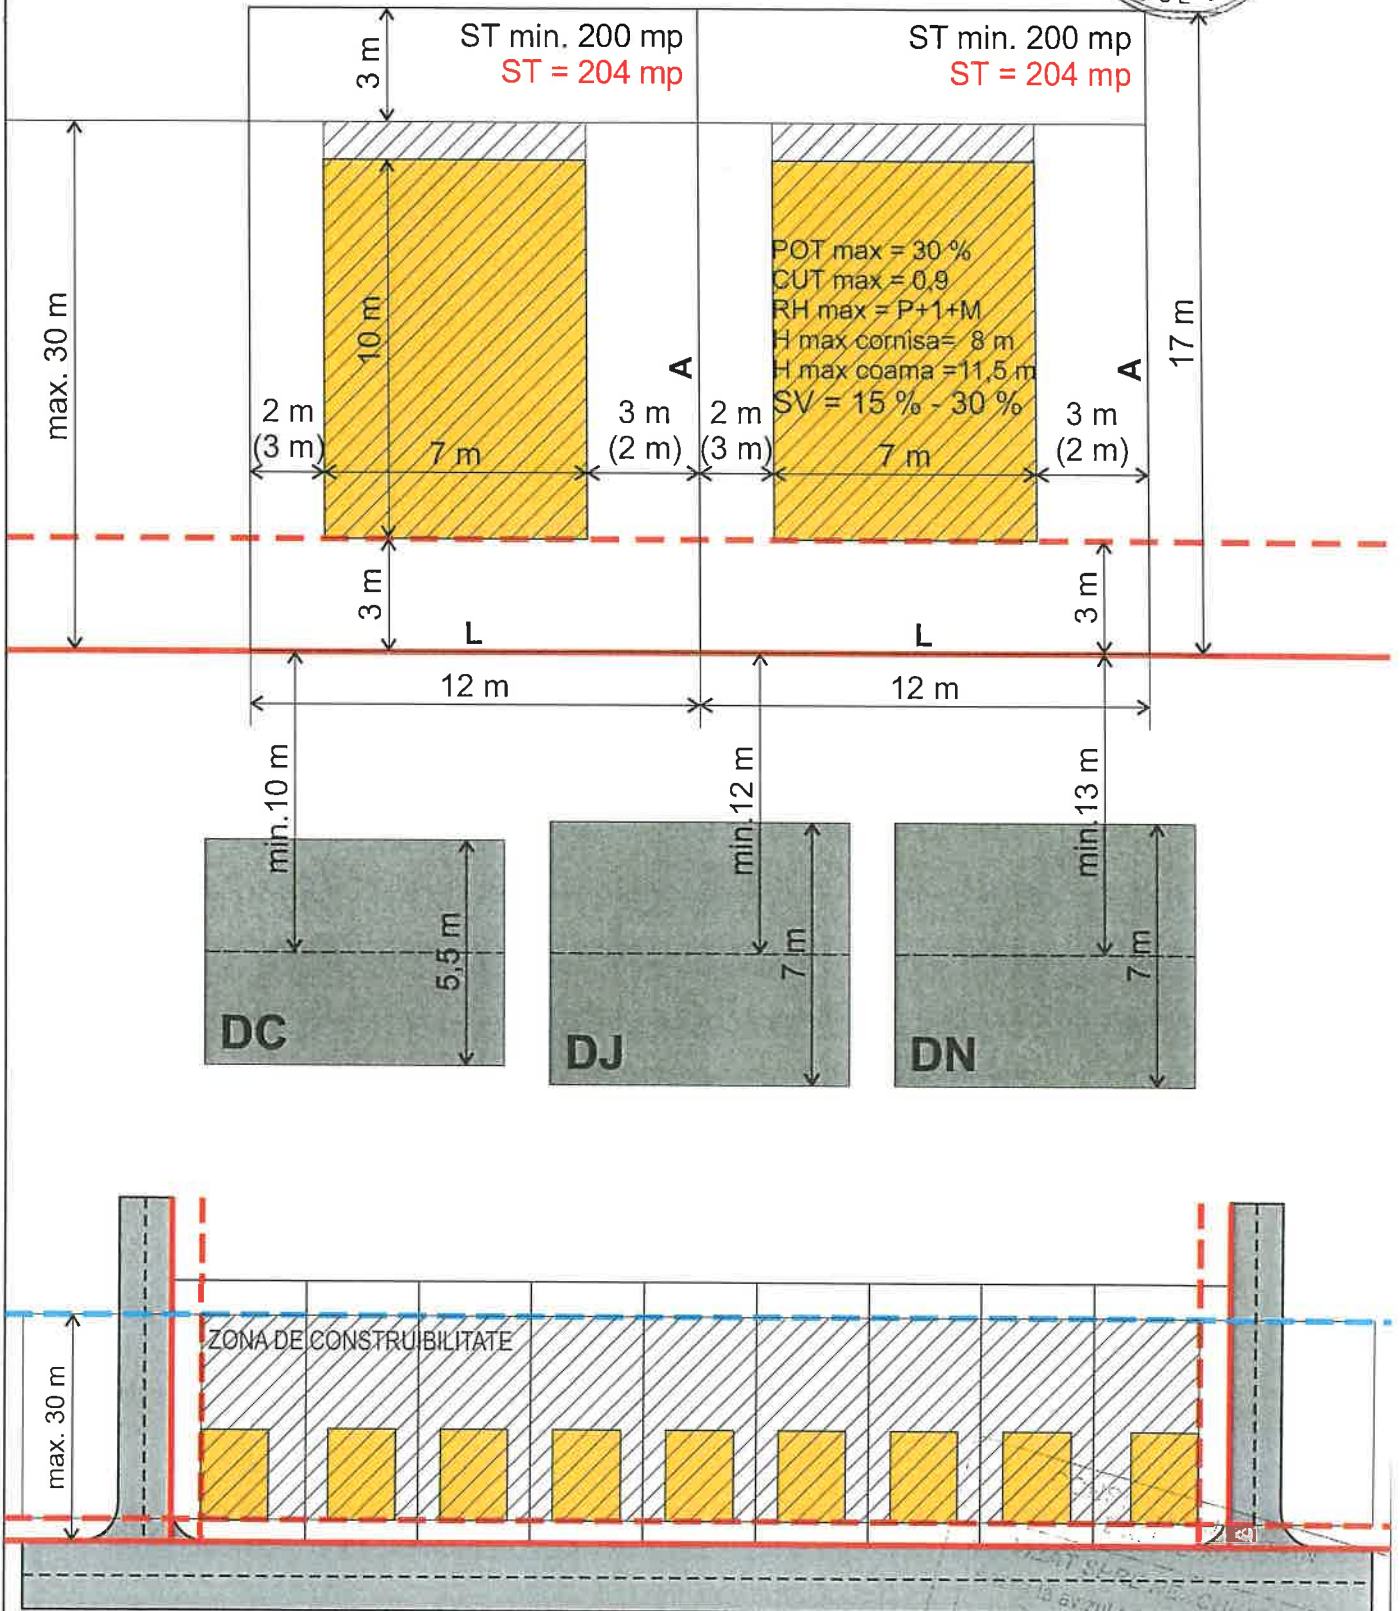 ST min. 200 mp
ST = 204 mp
ST min. 200 mp
ST = 204 mp
3 m
max. 30 m
10 m
POT max = 30 %
CUT max = 0,9
RH max = P+1+M
H max cornisa= 8 m
H max coama =11,5 m
SV = 15 % - 30 %
A
A
17 m
2 m
(3 m)
7 m
3 m
(2 m)
2 m
(3 m)
7 m
3 m
(2 m)
3 m
L
L
3 m
12 m
12 m
min.10 m
min.12 m
min.13 m
5,5 m
7 m
7 m
DC
DJ
DN
ZONA DE CONSTRUIBILITATE
max. 30 m